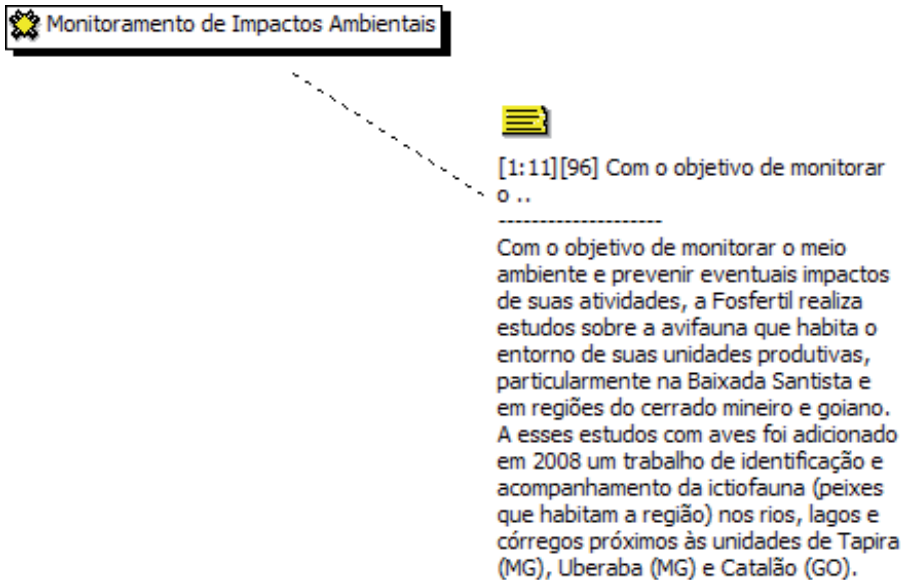 Monitoramento de Impactos Ambientais
[1:11][96] Com o objetivo de monitorar
o ..
--------------------
Com o objetivo de monitorar o meio
ambiente e prevenir eventuais impactos
de suas atividades, a Fosfertil realiza
estudos sobre a avifauna que habita o
entorno de suas unidades produtivas,
particularmente na Baixada Santista e
em regiões do cerrado mineiro e goiano.
A esses estudos com aves foi adicionado
em 2008 um trabalho de identificação e
acompanhamento da ictiofauna (peixes
que habitam a região) nos rios, lagos e
córregos próximos às unidades de Tapira
(MG), Uberaba (MG) e Catalão (GO).